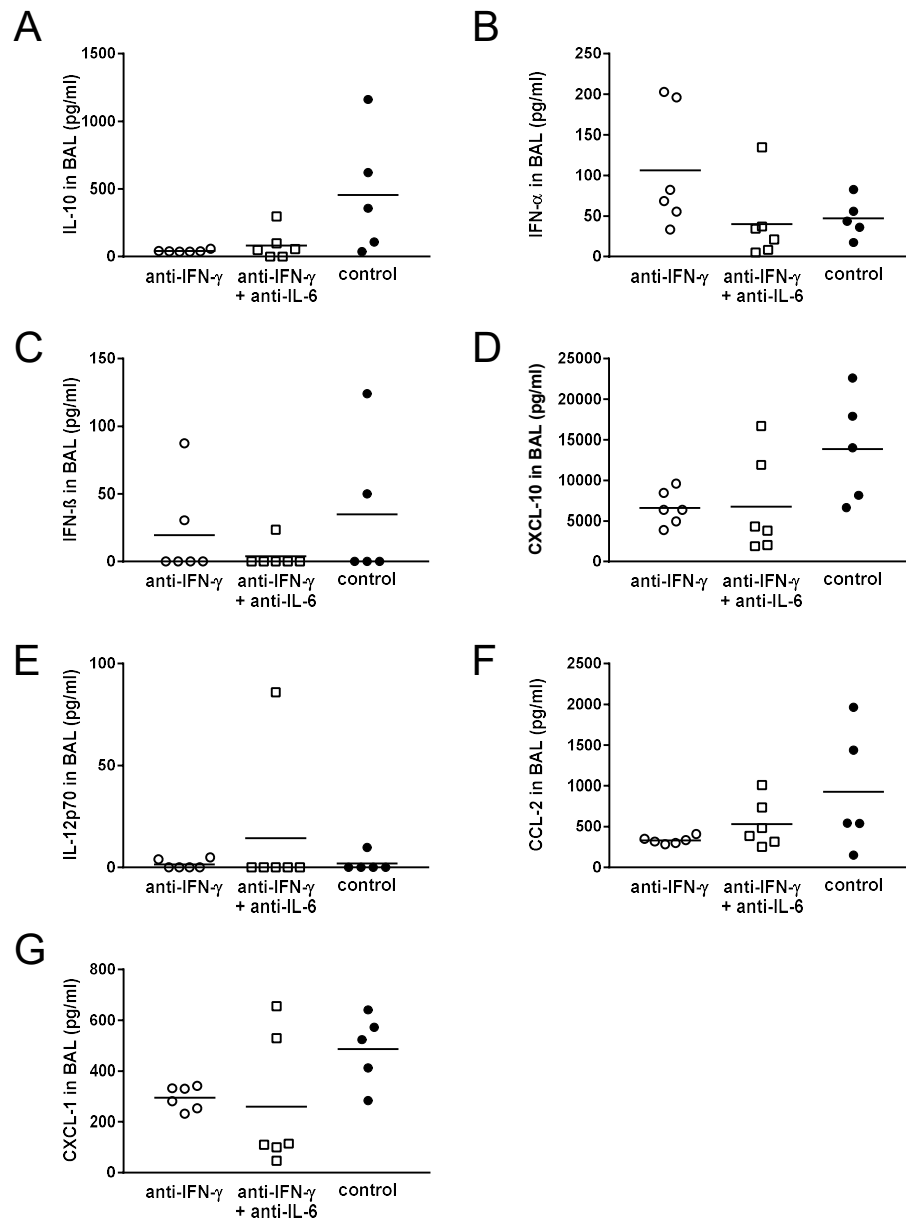 A
IL-10 in BAL (pg/ml)
1500
1000
500
0
anti-IFN-γ
anti-IFN-γ
+ anti-IL-6
control
B
IFN-α in BAL (pg/ml)
250
200
150
100
50
0
anti-IFN-γ
anti-IFN-γ
+ anti-IL-6
control
C
IFN-ß in BAL (pg/ml)
150
100
50
0
anti-IFN-γ
anti-IFN-γ
+ anti-IL-6
control
D
CXCL-10 in BAL (pg/ml)
25000
20000
15000
10000
5000
0
anti-IFN-γ
anti-IFN-γ
+ anti-IL-6
control
E
IL-12p70 in BAL (pg/ml)
100
50
0
anti-IFN-γ
anti-IFN-γ
+ anti-IL-6
control
F
CCL-2 in BAL (pg/ml)
2500
2000
1500
1000
500
0
anti-IFN-γ
anti-IFN-γ
+ anti-IL-6
control
G
CXCL-1 in BAL (pg/ml)
800
600
400
200
0
anti-IFN-γ
anti-IFN-γ
+ anti-IL-6
control